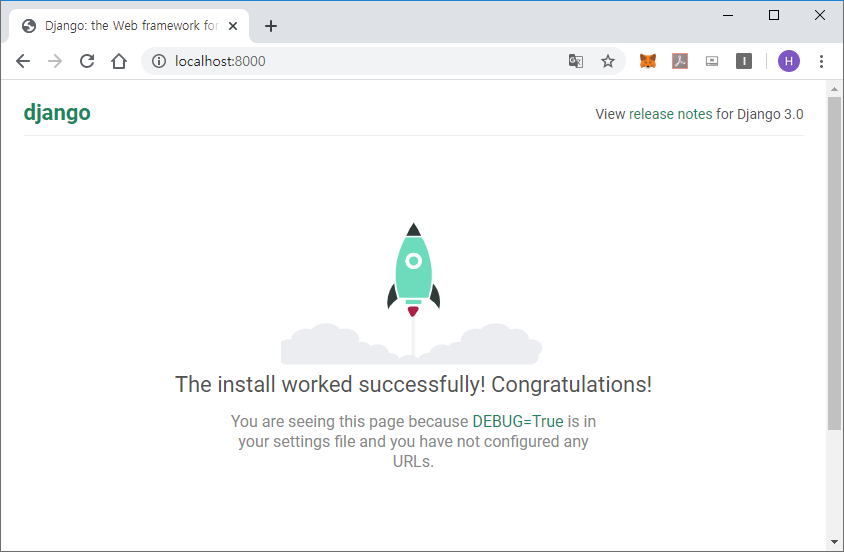 Django: the Web framework for
localhost:8000
H
django
View release notes for Django 3.0
The install worked successfully! Congratulations!
You are seeing this page because DEBUG=True is in
your settings file and you have not configured any
URLs.